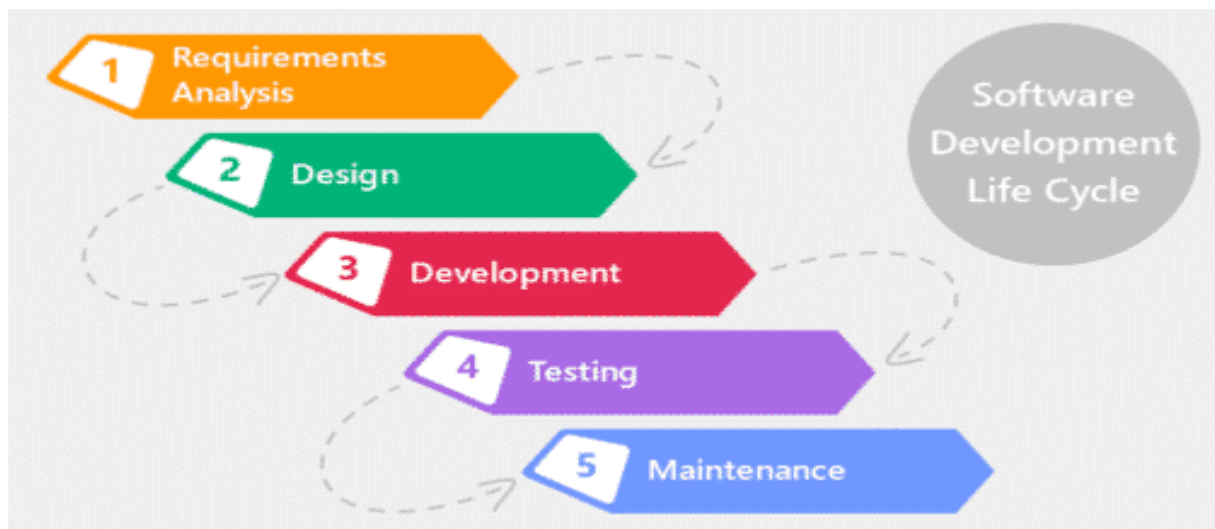 1
Requirements
Analysis
2
Design
3
Development
4
Testing
5
Maintenance
Software
Development
Life Cycle